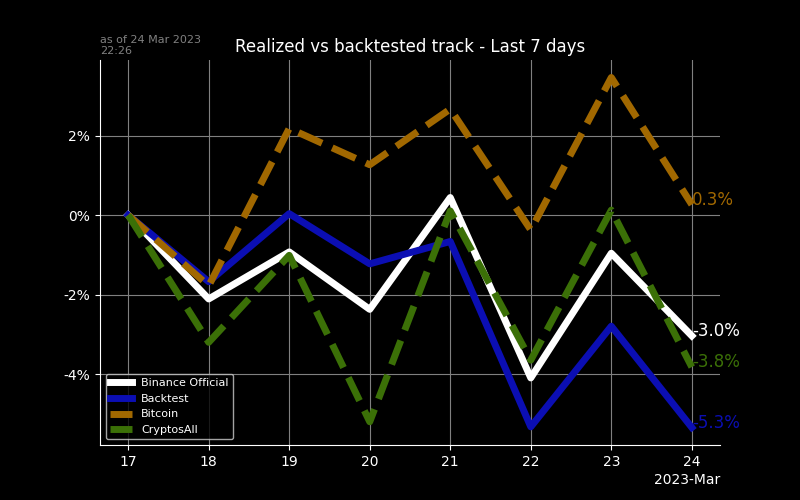 as of 24 Mar 2023
22:26
Realized vs backtested track - Last 7 days
2%
0%
-2%
-4%
0.3%
-3.0%
-3.8%
-5.3%
Binance Official
Backtest
Bitcoin
CryptosAll
17 18 19 20 21 22 23 24
2023-Mar